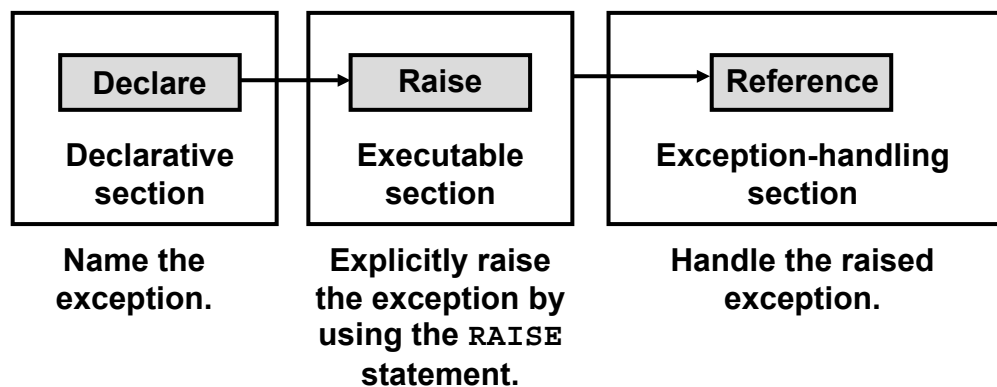 Declare
Declarative
section
Name the
exception.
Raise
Executable
section
Explicitly raise
the exception by
using the RAISE
statement.
Reference
Exception-handling
section
Handle the raised
exception.